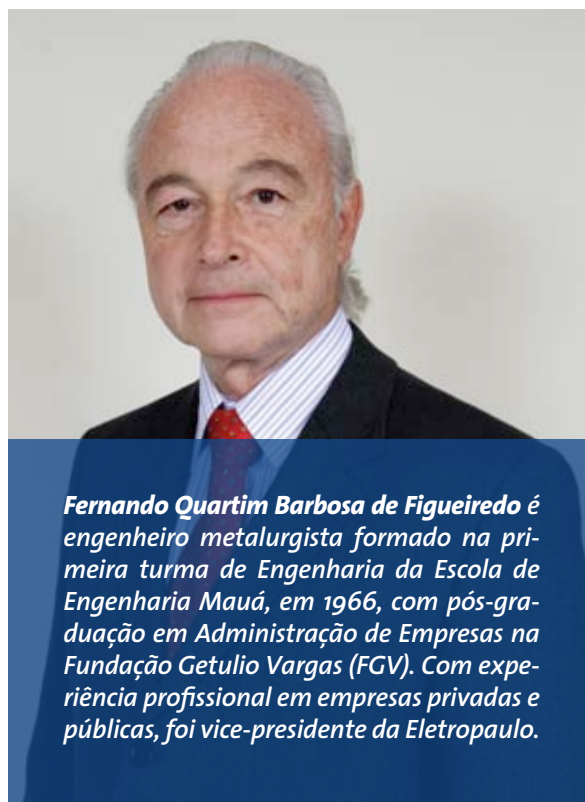 Fernando Quartim Barbosa de Figueiredo é
engenheiro metalurgista formado na pri-
meira turma de Engenharia da Escola de
Engenharia Mauá, em 1966, com pós-gra-
duação em Administração de Empresas na
Fundação Getulio Vargas (FGV). Com expe-
riência profissional em empresas privadas e
públicas, foi vice-presidente da Eletropaulo.